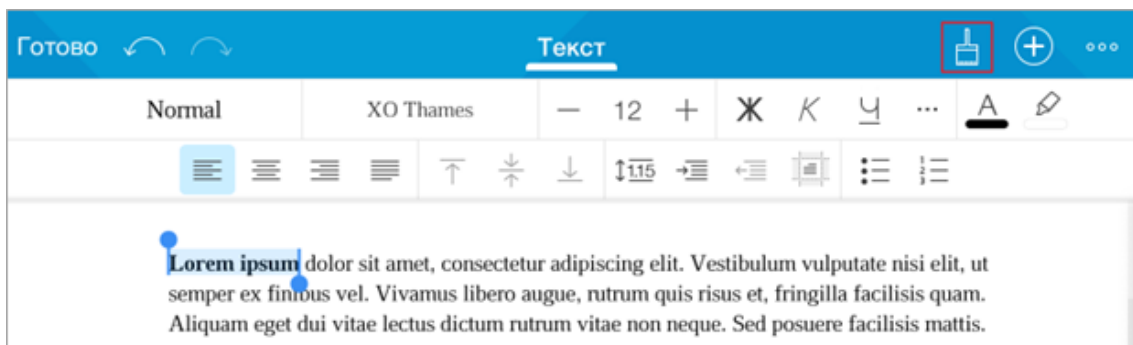 Готово Текст
Normal XO Thames 12 Ж К Ч ... А
1.15
Lorem ipsum dolor sit amet, consectetur adipiscing elit. Vestibulum vulputate nisi elit, ut
semper ex finibus vel. Vivamus libero augue, rutrum quis risus et, fringilla facilisis quam.
Aliquam eget dui vitae lectus dictum rutrum vitae non neque. Sed posuere facilisis mattis.